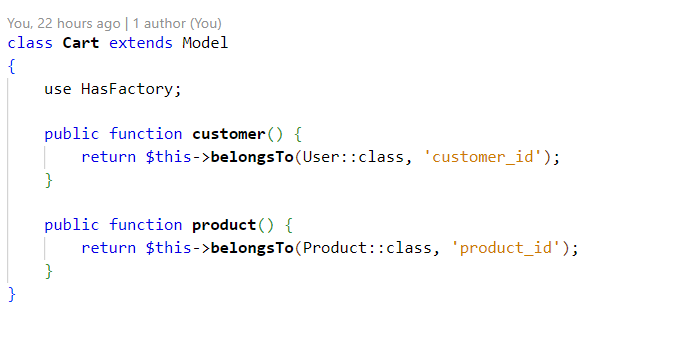 You, 22 hours ago | 1 author (You)
class Cart extends Model
{
    use HasFactory;

    public function customer() {
        return $this->belongsTo(User::class, 'customer_id');
    }

    public function product() {
        return $this->belongsTo(Product::class, 'product_id');
    }
}